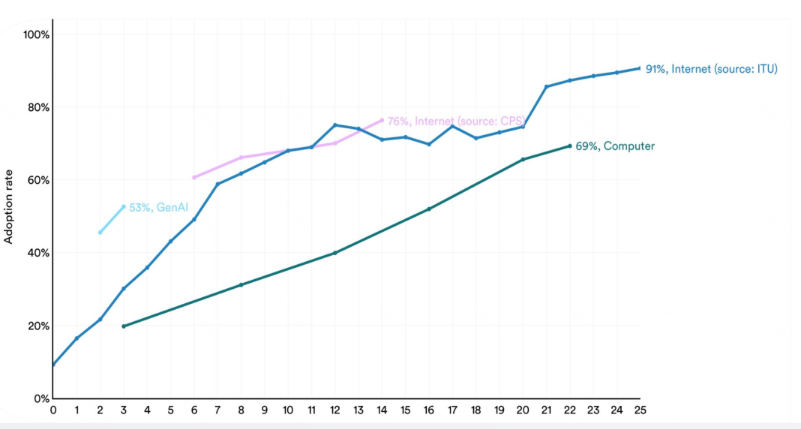 100%
91%, Internet (source: ITU)
80%
76%, Internet (source: CPS)
69%, Computer
60%
53%, GenAI
40%
20%
0%
Adoption rate
0 1 2 3 4 5 6 7 8 9 10 11 12 13 14 15 16 17 18 19 20 21 22 23 24 25